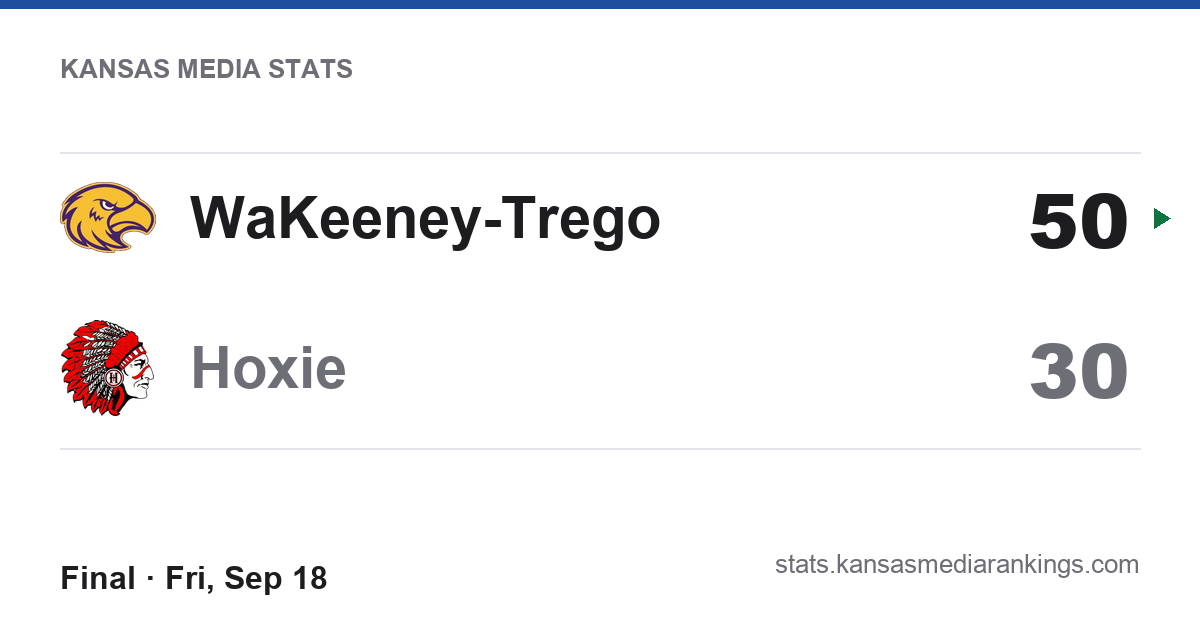 KANSAS MEDIA STATS
WaKeeney-Trego 50
H
Hoxie 30
Final · Fri, Sep 18
stats.kansasmediarankings.com